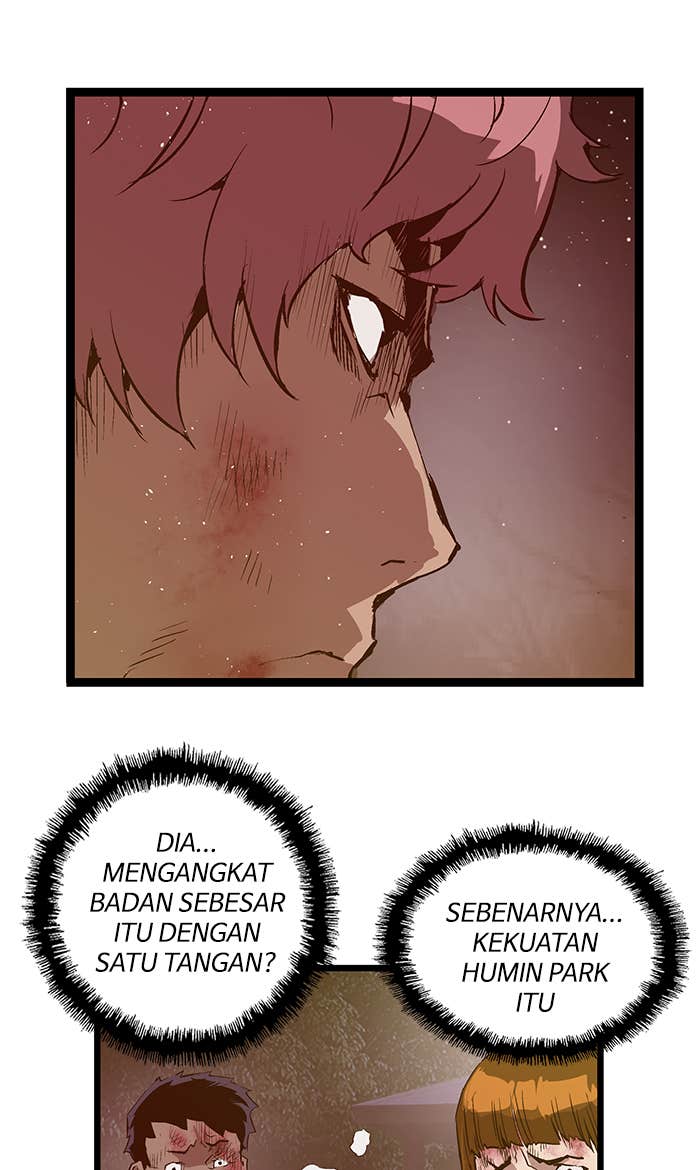 DIA...
MENGANGKAT
BADAN SEBESAR
ITU DENGAN
SATU TANGAN?
SEBENARNYA...
KEKUATAN
HUMIN PARK
ITU